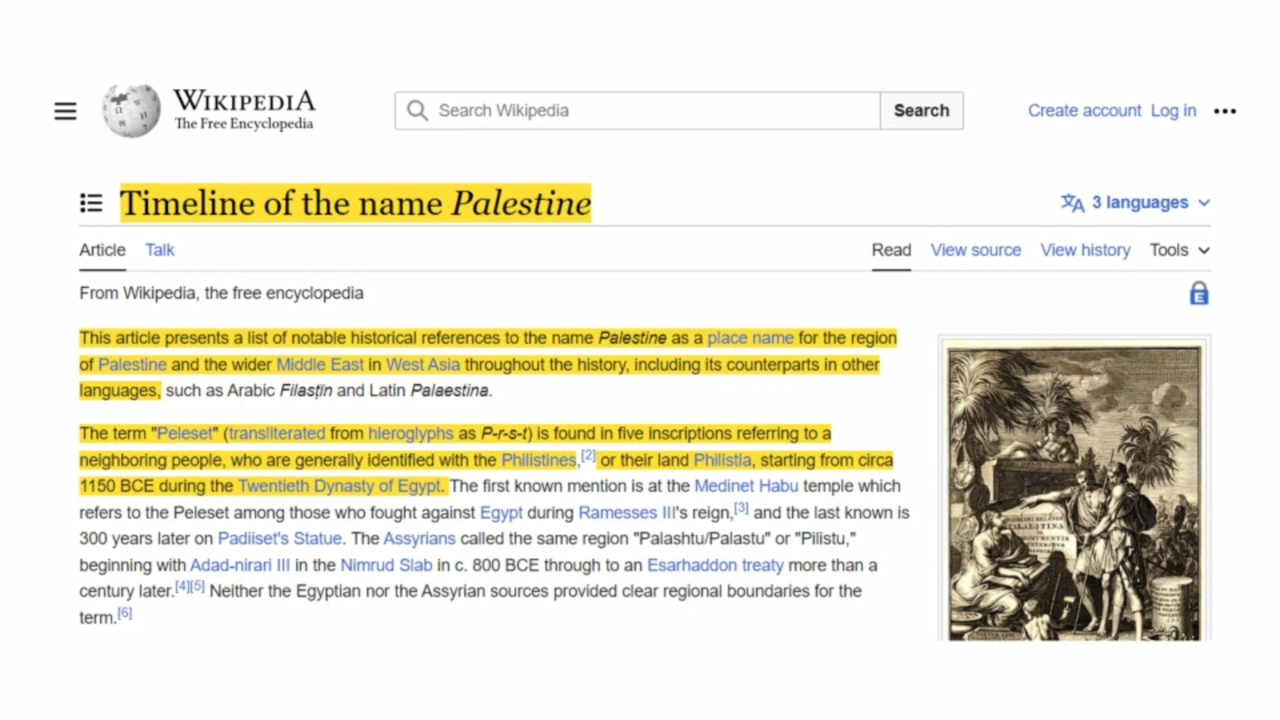 WIKIPEDIA
The Free Encyclopedia
Search Wikipedia
Search
Create account Log in
Timeline of the name Palestine
3 languages
Article Talk
Read View source View history Tools
From Wikipedia, the free encyclopedia
E
This article presents a list of notable historical references to the name Palestine as a place name for the region
of Palestine and the wider Middle East in West Asia throughout the history, including its counterparts in other
languages, such as Arabic Filasṭīn and Latin Palaestina.
The term "Peleset" (transliterated from hieroglyphs as P-r-s-t) is found in five inscriptions referring to a
neighboring people, who are generally identified with the Philistines,[2] or their land Philistia, starting from circa
1150 BCE during the Twentieth Dynasty of Egypt. The first known mention is at the Medinet Habu temple which
refers to the Peleset among those who fought against Egypt during Ramesses III's reign,[3] and the last known is
300 years later on Padiiset's Statue. The Assyrians called the same region "Palashtu/Palastu" or "Pilistu,"
beginning with Adad-nirari III in the Nimrud Slab in c. 800 BCE through to an Esarhaddon treaty more than a
century later.[4][5] Neither the Egyptian nor the Assyrian sources provided clear regional boundaries for the
term.[6]